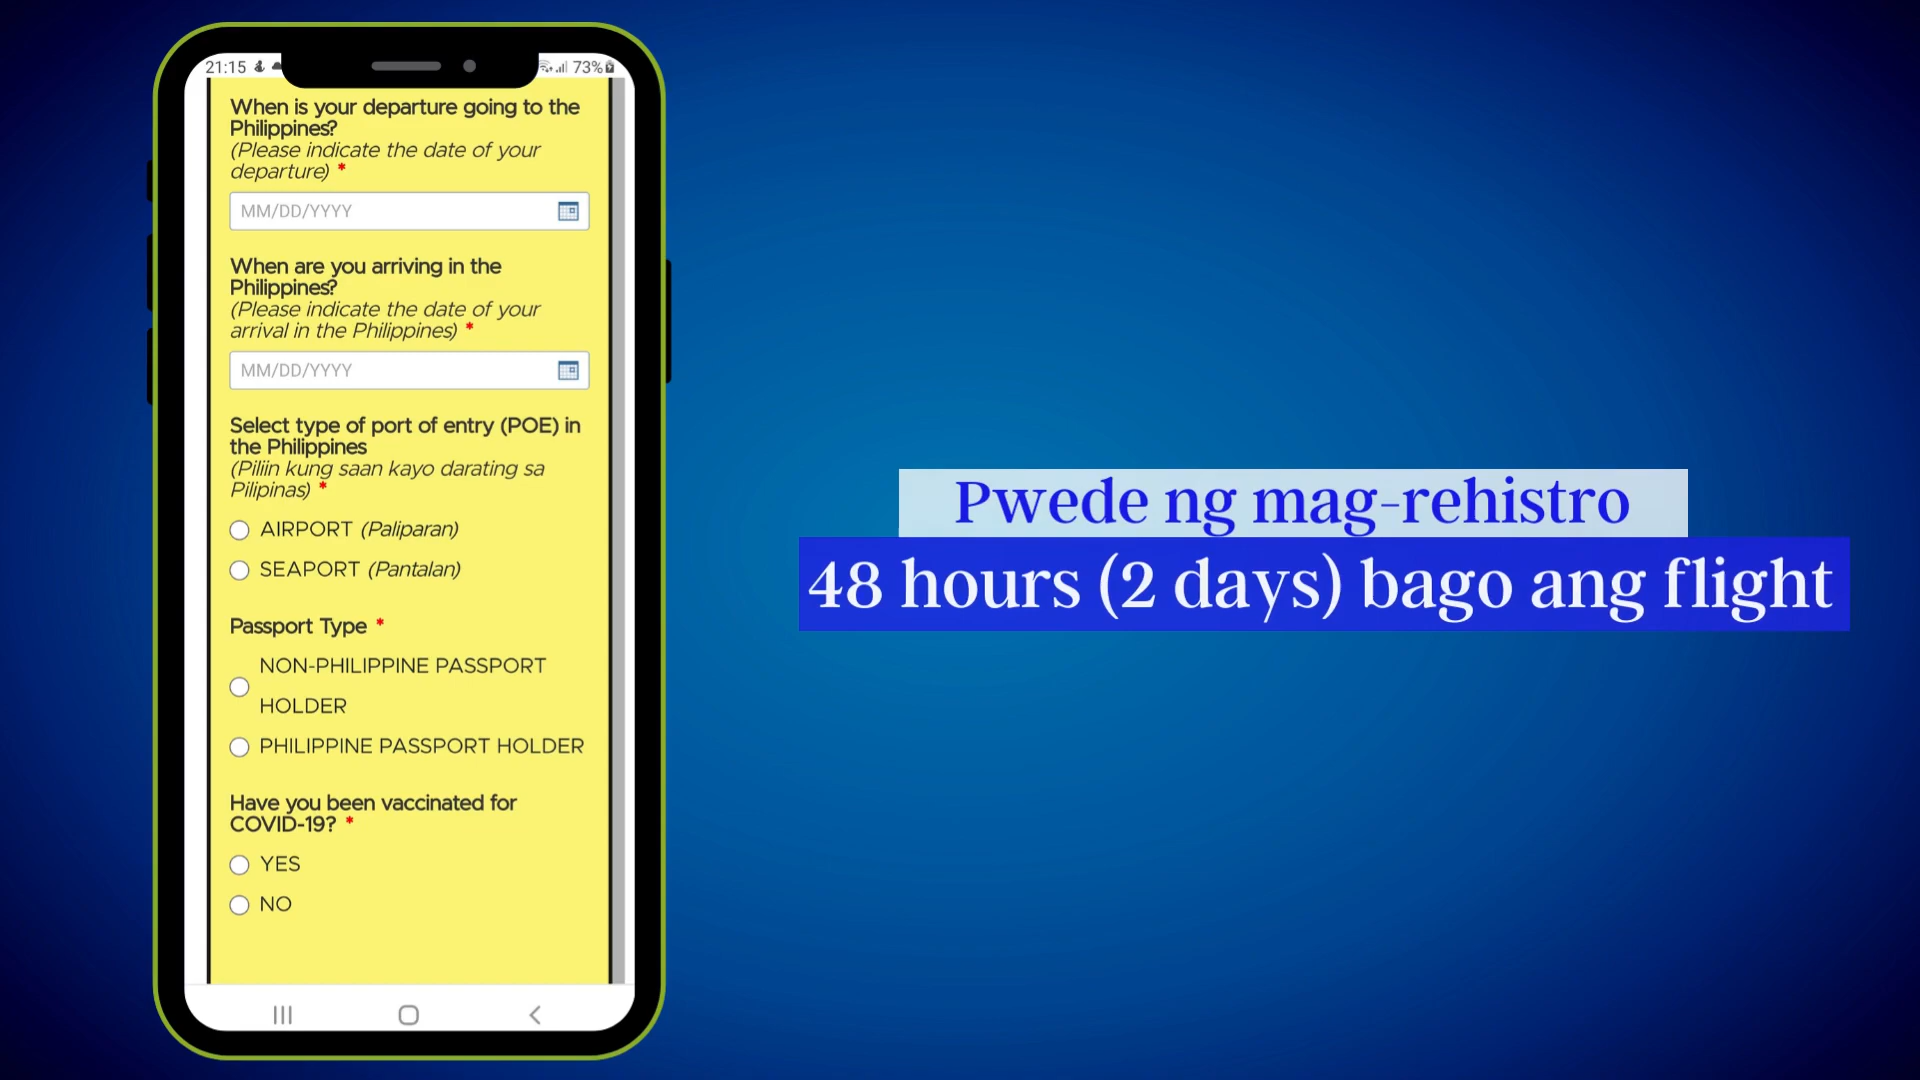 21:15
73%
When is your departure going to the
Philippines?
(Please indicate the date of your
departure) *
MM/DD/YYYY
When are you arriving in the
Philippines?
(Please indicate the date of your
arrival in the Philippines) *
MM/DD/YYYY
Select type of port of entry (POE) in
the Philippines
(Piliin kung saan kayo darating sa
Pilipinas) *
AIRPORT (Paliparan)
SEAPORT (Pantalan)
Passport Type *
NON-PHILIPPINE PASSPORT
HOLDER
PHILIPPINE PASSPORT HOLDER
Have you been vaccinated for
COVID-19? *
YES
NO
Pwede ng mag-rehistro
48 hours (2 days) bago ang flight